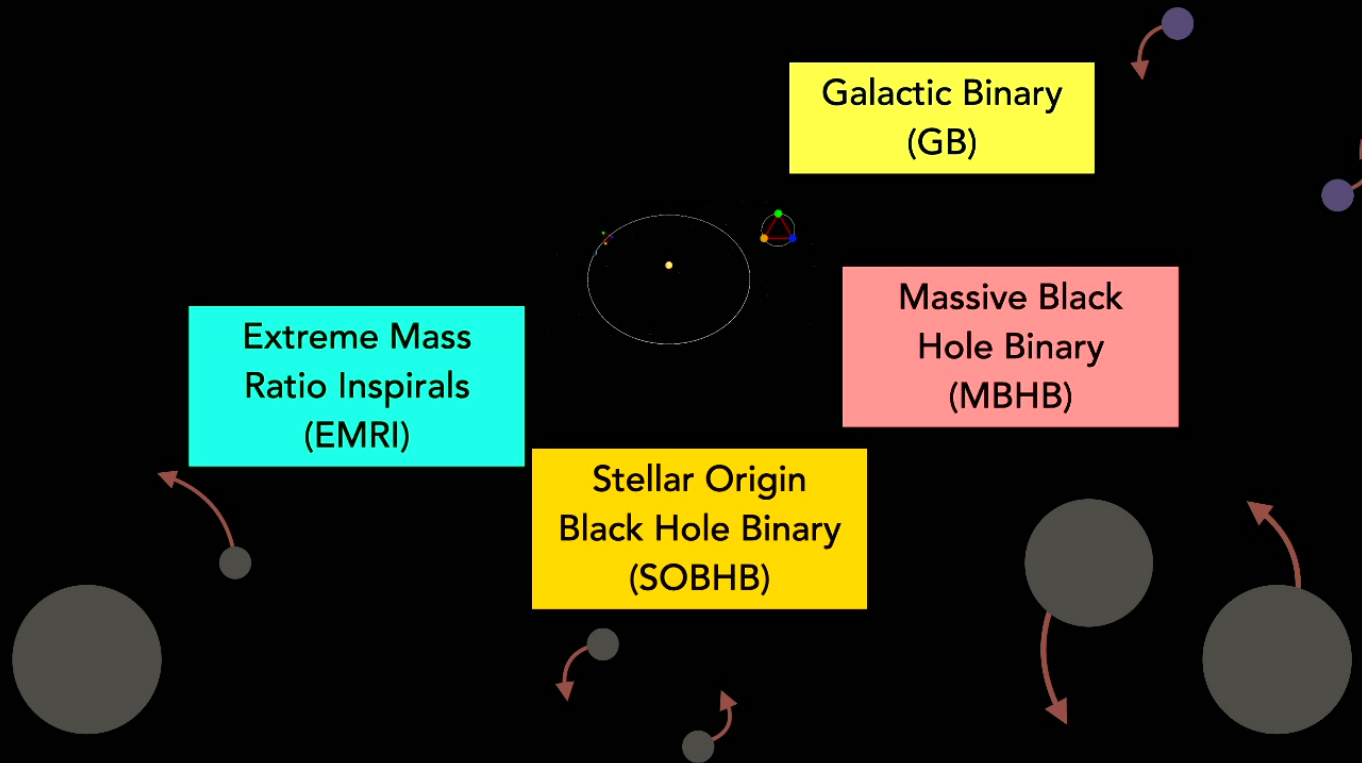 Galactic Binary
(GB)
Massive Black
Hole Binary
(MBHB)
Extreme Mass
Ratio Inspirals
(EMRI)
Stellar Origin
Black Hole Binary
(SOBHB)